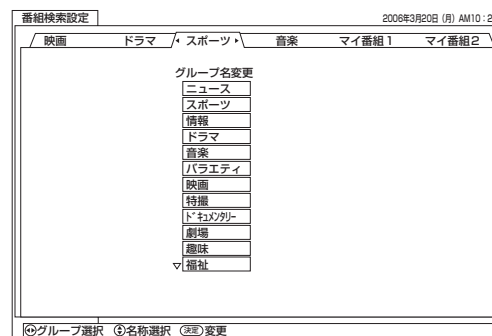 番組検索設定
2006年3月20日 (月) AM10:2
映画 ドラマ スポーツ 音楽 マイ番組1 マイ番組2
グループ名変更
ニュース
スポーツ
情報
ドラマ
音楽
バラエティ
映画
特撮
ドキュメンタリー
劇場
趣味
福祉
グループ選択 名称選択 決定 変更